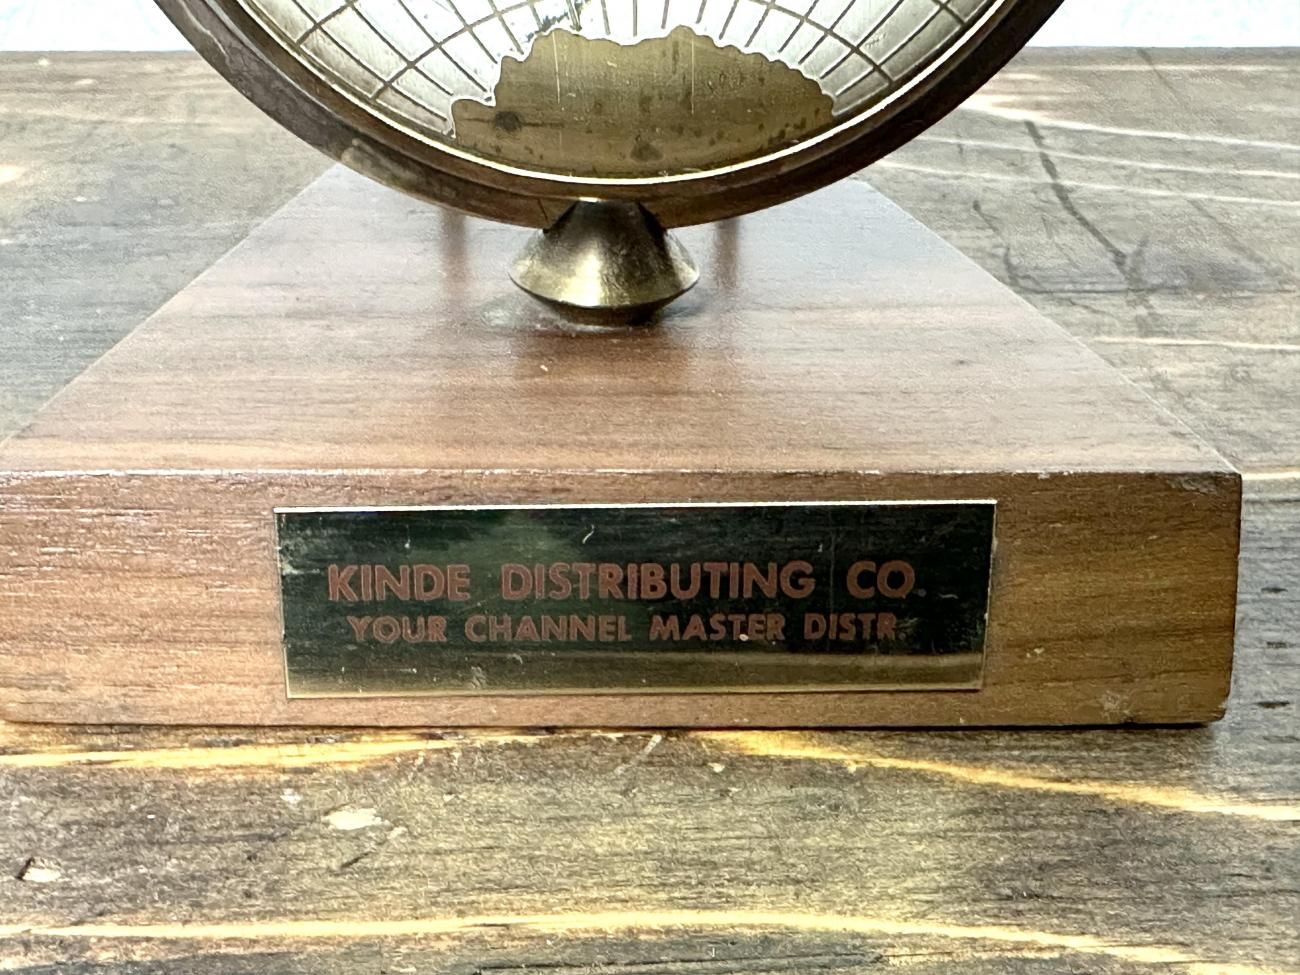 KINDE DISTRIBUTING CO.
YOUR CHANNEL MASTER DISTR.